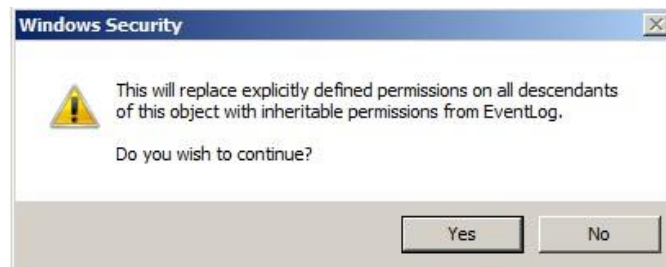 Windows Security
This will replace explicitly defined permissions on all descendants
of this object with inheritable permissions from EventLog.
Do you wish to continue?
Yes
No